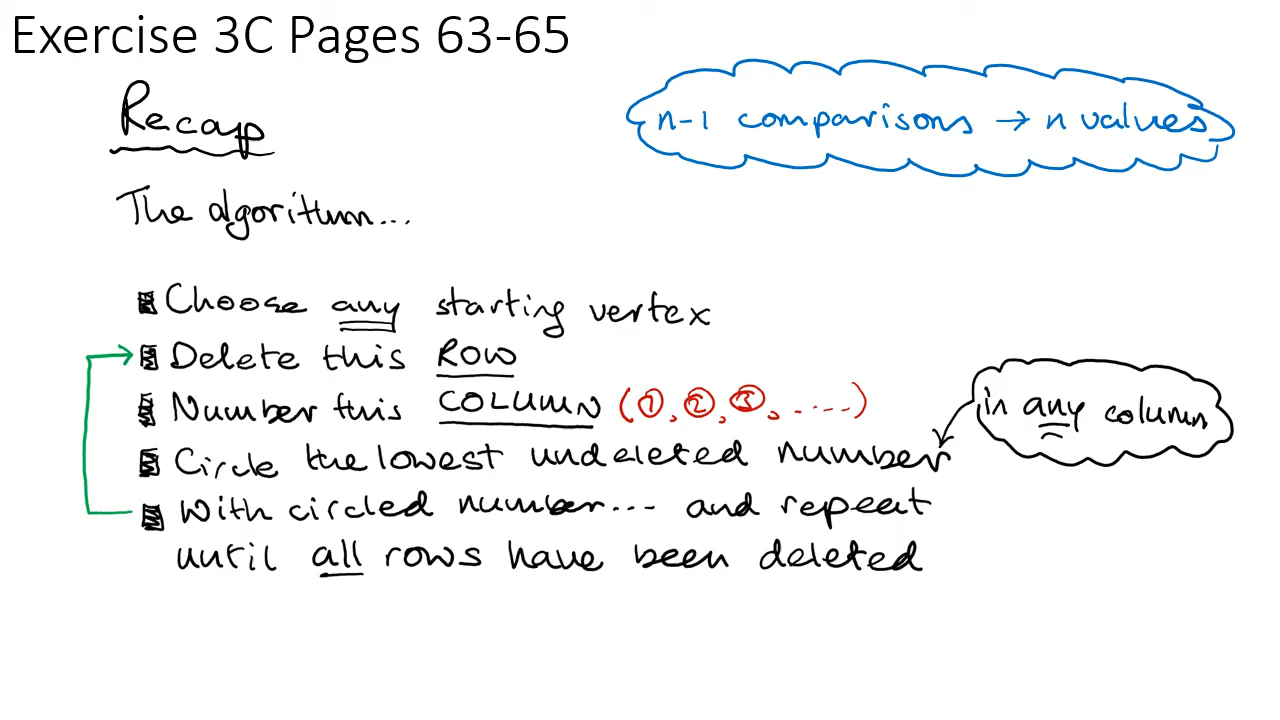 Exercise 3C Pages 63-65
n-1 comparisons → n values
Recap
The algorithm...
Choose any starting vertex
Delete this ROW
Number this COLUMN (①, ②, ③, .....)
in any column
Circle the lowest undeleted number
With circled number... and repeat
until all rows have been deleted